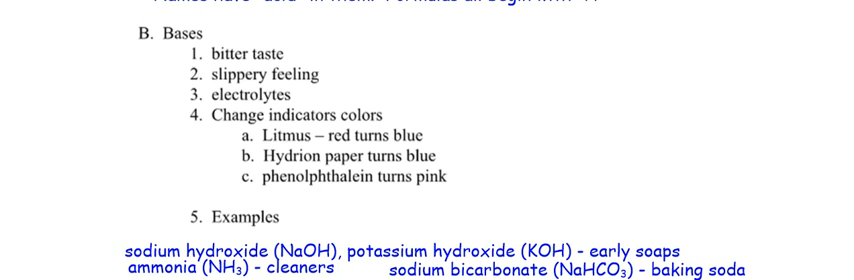 B. Bases
1. bitter taste
2. slippery feeling
3. electrolytes
4. Change indicators colors
a. Litmus – red turns blue
b. Hydrion paper turns blue
c. phenolphthalein turns pink
5. Examples
sodium hydroxide (NaOH), potassium hydroxide (KOH) - early soaps
ammonia (NH₃) - cleaners sodium bicarbonate (NaHCO₃) - baking soda